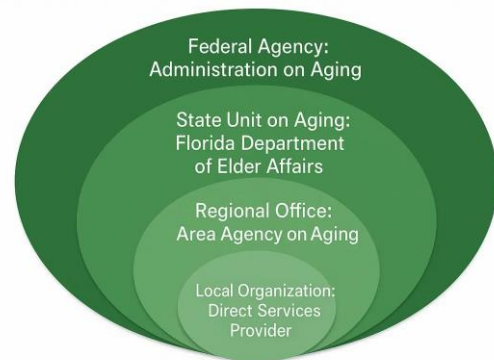 Federal Agency:
Administration on Aging
State Unit on Aging:
Florida Department
of Elder Affairs
Regional Office:
Area Agency on Aging
Local Organization:
Direct Services
Provider